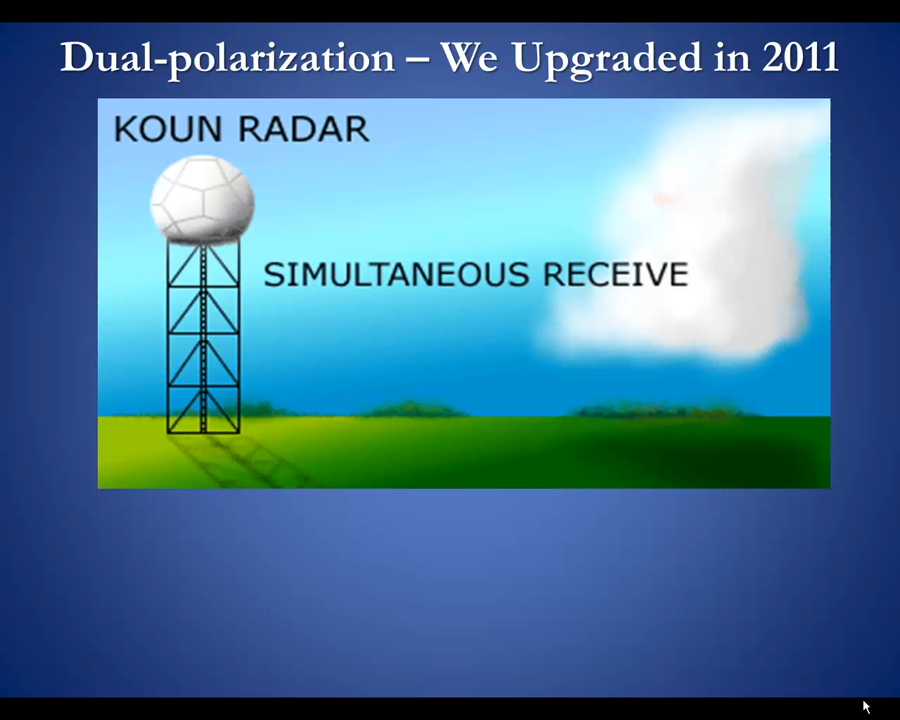 Dual-polarization – We Upgraded in 2011
KOUN RADAR
SIMULTANEOUS RECEIVE